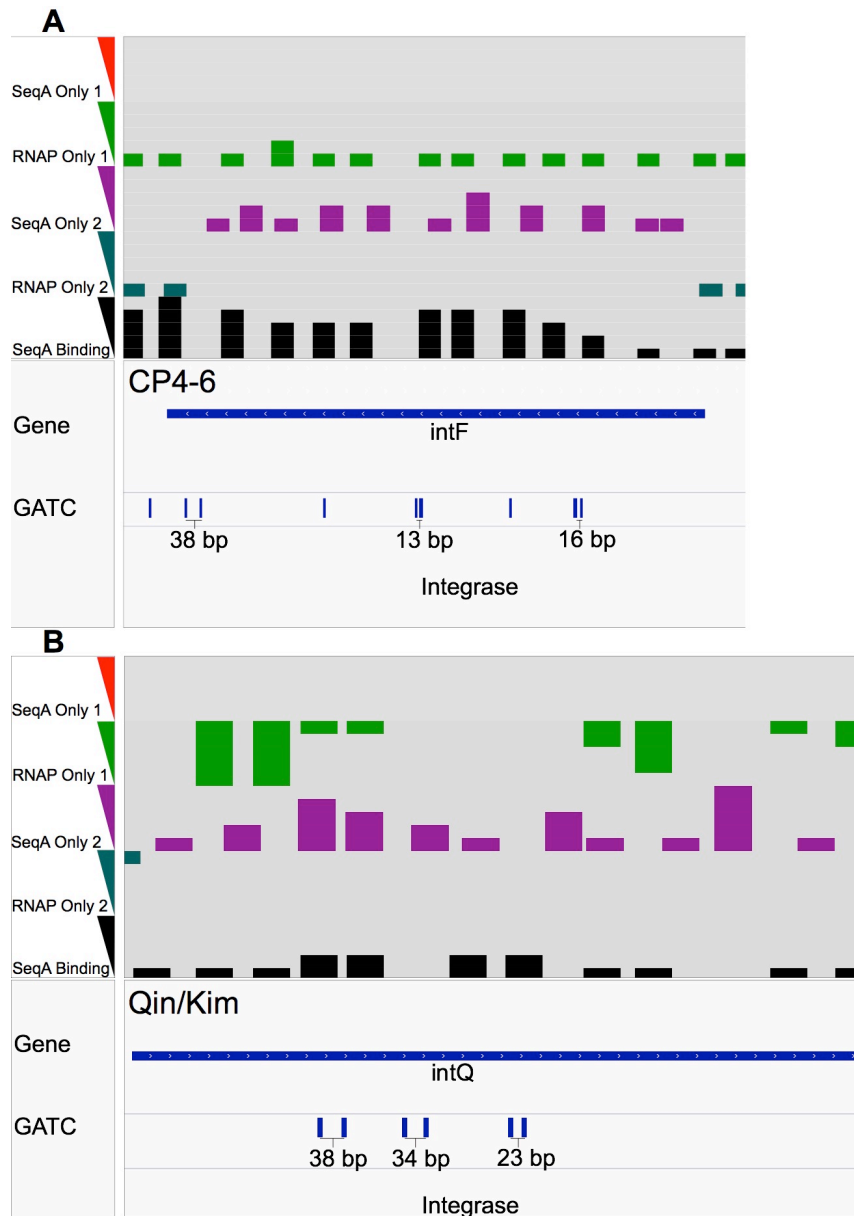 A
SeqA Only 1
RNAP Only 1
SeqA Only 2
RNAP Only 2
SeqA Binding
CP4-6
Gene
intF
GATC
38 bp 13 bp 16 bp
Integrase
B
SeqA Only 1
RNAP Only 1
SeqA Only 2
RNAP Only 2
SeqA Binding
Qin/Kim
Gene
intQ
GATC
38 bp 34 bp 23 bp
Integrase